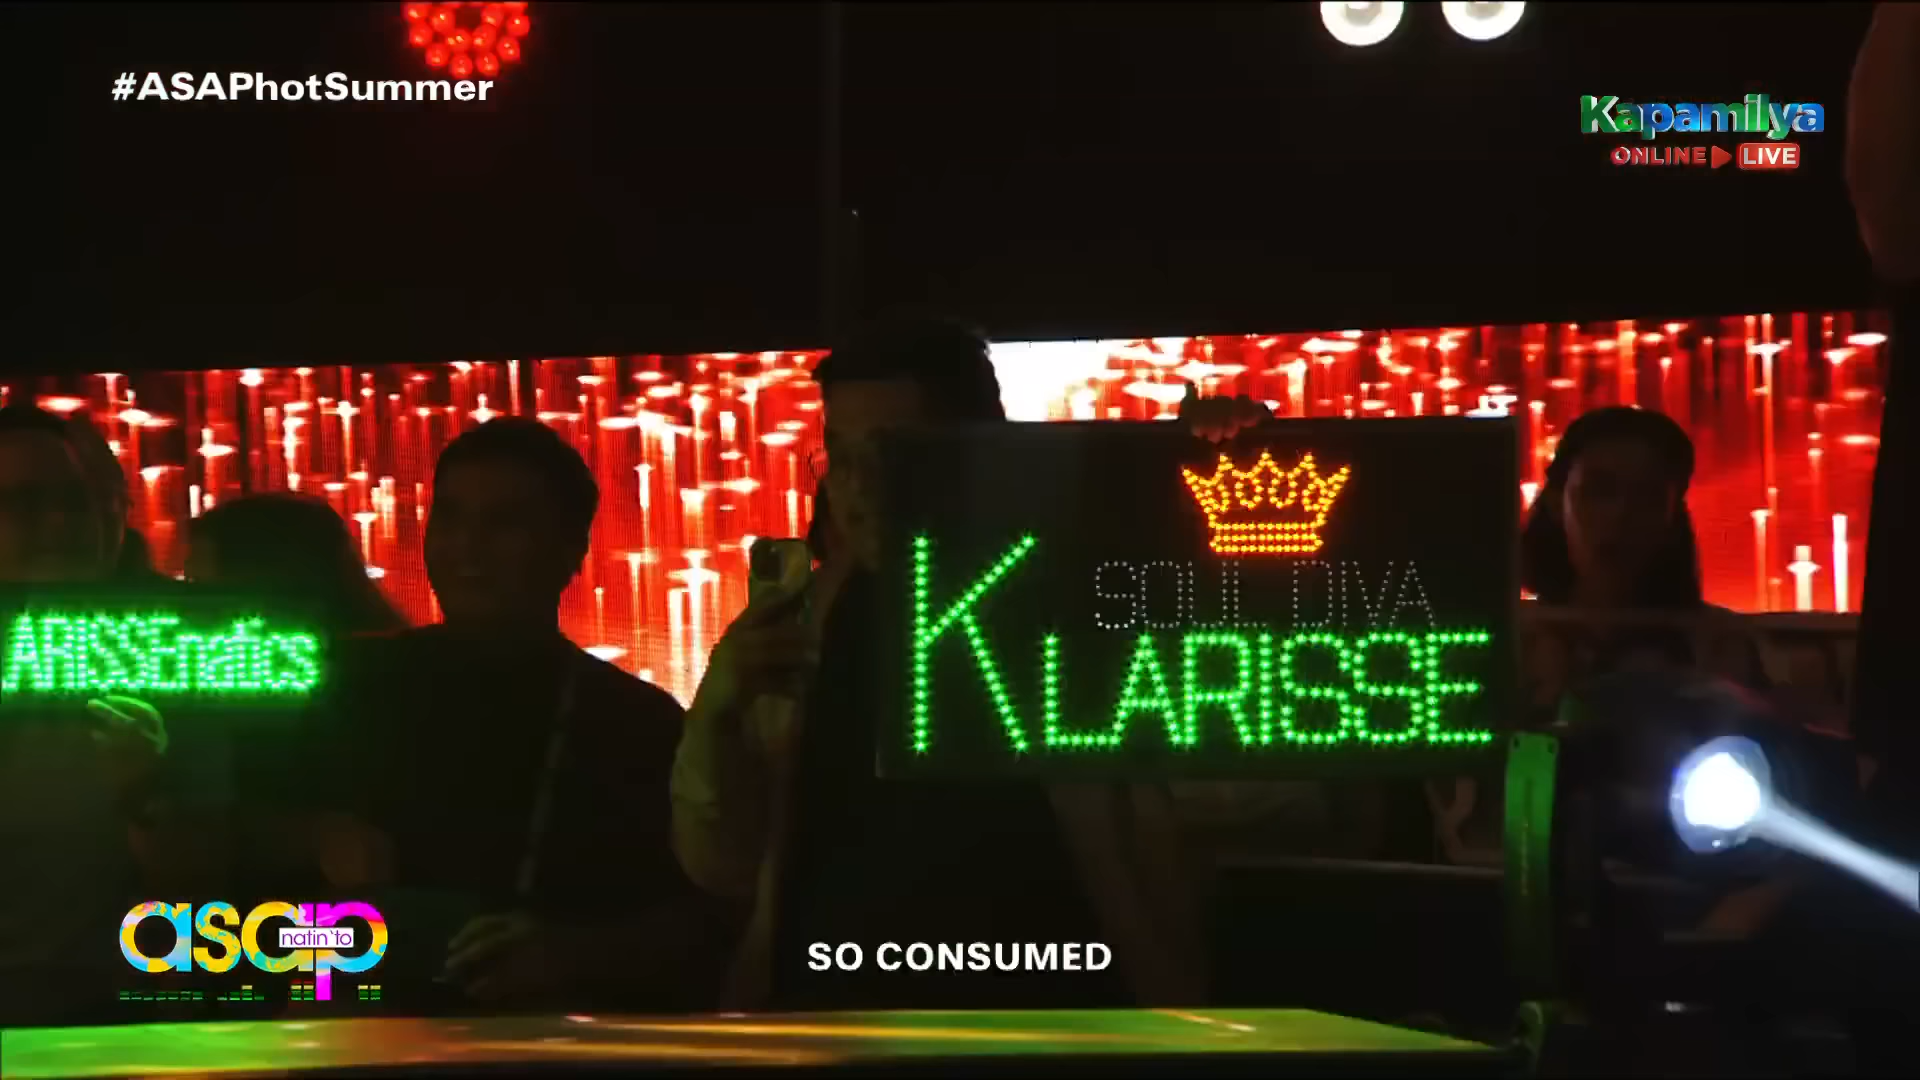 #ASAPhotSummer
Kapamilya
ONLINE LIVE
SOUL DIVA
KLARISSE
ARISSEnatics
asap
natin 'to
SO CONSUMED